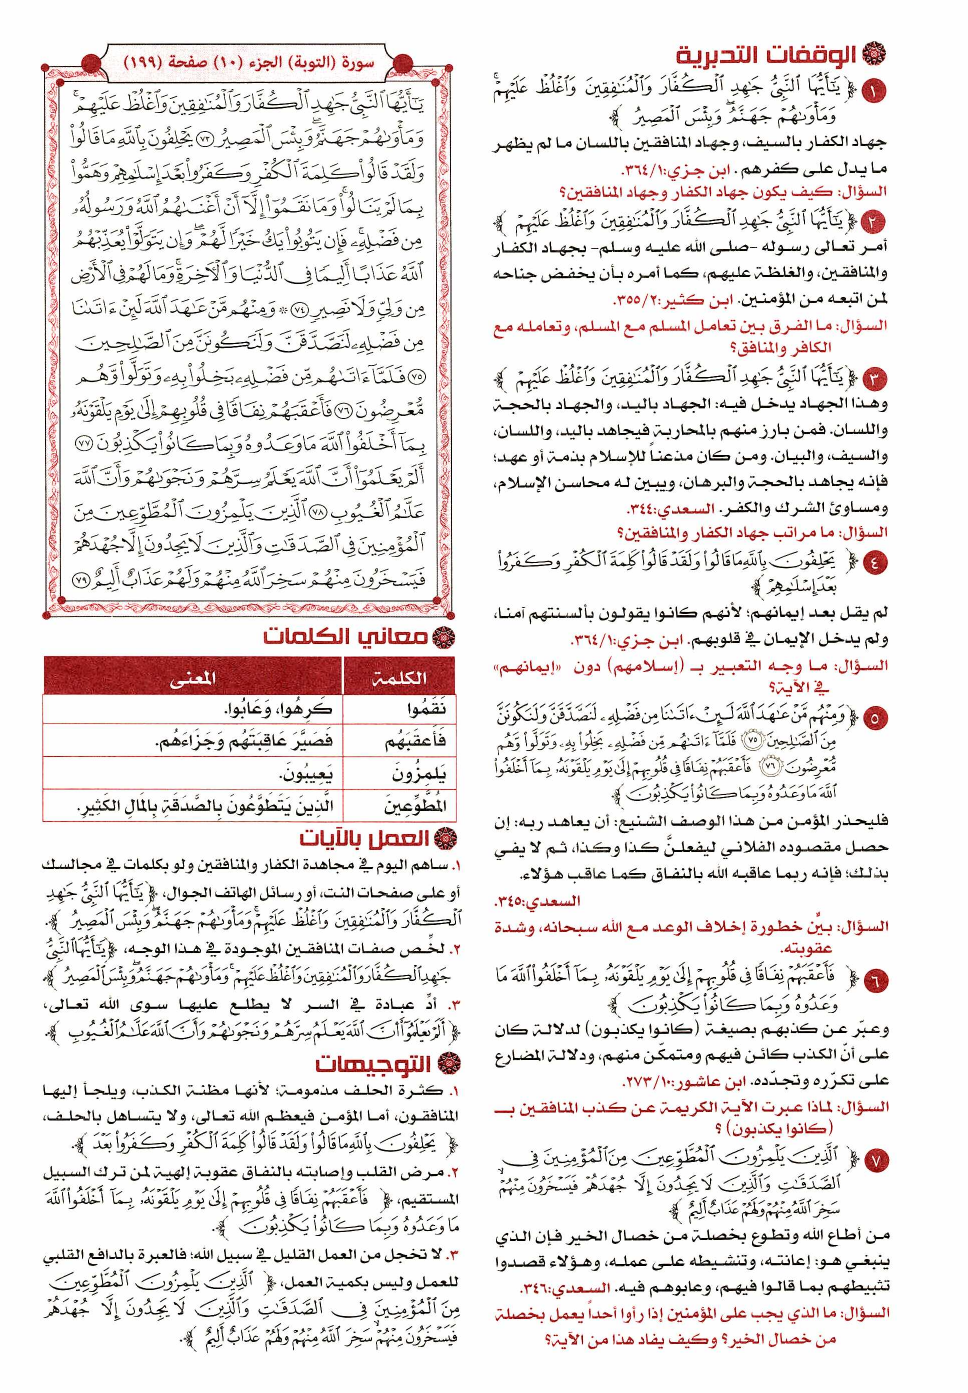 الوقفات التدبرية
١ ﴿ يَٰٓأَيُّهَا ٱلنَّبِىُّ جَٰهِدِ ٱلْكُفَّارَ وَٱلْمُنَٰفِقِينَ وَٱغْلُظْ عَلَيْهِمْ ۚ
وَمَأْوَىٰهُمْ جَهَنَّمُ ۖ وَبِئْسَ ٱلْمَصِيرُ ﴾
جهاد الكفار بالسيف، وجهاد المنافقين باللسان ما لم يظهر
ما يدل على كفرهم. ابن جزي:٣٦٤/١.
السؤال: كيف يكون جهاد الكفار وجهاد المنافقين؟
٢ ﴿ يَٰٓأَيُّهَا ٱلنَّبِىُّ جَٰهِدِ ٱلْكُفَّارَ وَٱلْمُنَٰفِقِينَ وَٱغْلُظْ عَلَيْهِمْ ﴾
أمر تعالى رسوله -صلى الله عليه وسلم- بجهاد الكفار
والمنافقين، والغلظة عليهم، كما أمره بأن يخفض جناحه
لمن اتبعه من المؤمنين. ابن كثير:٣٥٥/٢.
السؤال: ما الفرق بين تعامل المسلم مع المسلم، وتعامله مع
الكافر والمنافق؟
٣ ﴿ يَٰٓأَيُّهَا ٱلنَّبِىُّ جَٰهِدِ ٱلْكُفَّارَ وَٱلْمُنَٰفِقِينَ وَٱغْلُظْ عَلَيْهِمْ ﴾
وهذا الجهاد يدخل فيه: الجهاد باليد، والجهاد بالحجة
واللسان. فمن بارز منهم بالمحاربة فيجاهد باليد، واللسان،
والسيف، والبيان. ومن كان مذعناً للإسلام بذمة أو عهد؛
فإنه يجاهد بالحجة والبرهان، ويبين له محاسن الإسلام،
ومساوئ الشرك والكفر. السعدي:٣٤٤.
السؤال: ما مراتب جهاد الكفار والمنافقين؟
٤ ﴿ يَحْلِفُونَ بِٱللَّهِ مَا قَالُوا۟ وَلَقَدْ قَالُوا۟ كَلِمَةَ ٱلْكُفْرِ وَكَفَرُوا۟
بَعْدَ إِسْلَٰمِهِمْ ﴾
لم يقل بعد إيمانهم؛ لأنهم كانوا يقولون بألسنتهم آمنا،
ولم يدخل الإيمان في قلوبهم. ابن جزي:٣٦٤/١.
السؤال: ما وجه التعبير بـ (إسلامهم) دون «إيمانهم»
في الآية؟
٥ ﴿ وَمِنْهُم مَّنْ عَٰهَدَ ٱللَّهَ لَئِنْ ءَاتَىٰنَا مِن فَضْلِهِۦ لَنَصَّدَّقَنَّ وَلَنَكُونَنَّ
مِنَ ٱلصَّٰلِحِينَ ﴿٧٥﴾ فَلَمَّآ ءَاتَىٰهُم مِّن فَضْلِهِۦ بَخِلُوا۟ بِهِۦ وَتَوَلَّوا۟ وَّهُم
مُّعْرِضُونَ ﴿٧٦﴾ فَأَعْقَبَهُمْ نِفَاقًا فِى قُلُوبِهِمْ إِلَىٰ يَوْمِ يَلْقَوْنَهُۥ بِمَآ أَخْلَفُوا۟
ٱللَّهَ مَا وَعَدُوهُ وَبِمَا كَانُوا۟ يَكْذِبُونَ ﴾
فليحذر المؤمن من هذا الوصف الشنيع: أن يعاهد ربه: إن
حصل مقصوده الفلاني ليفعلنَّ كذا وكذا، ثم لا يفي
بذلك؛ فإنه ربما عاقبه الله بالنفاق كما عاقب هؤلاء.
السعدي:٣٤٥.
السؤال: بيِّن خطورة إخلاف الوعد مع الله سبحانه، وشدة
عقوبته.
٦ ﴿ فَأَعْقَبَهُمْ نِفَاقًا فِى قُلُوبِهِمْ إِلَىٰ يَوْمِ يَلْقَوْنَهُۥ بِمَآ أَخْلَفُوا۟ ٱللَّهَ مَا
وَعَدُوهُ وَبِمَا كَانُوا۟ يَكْذِبُونَ ﴾
وعبّر عن كذبهم بصيغة (كانوا يكذبون) لدلالة كان
على أنّ الكذب كائن فيهم ومتمكّن منهم، ودلالة المضارع
على تكرّره وتجدّده. ابن عاشور:٢٧٣/١٠.
السؤال: لماذا عبرت الآية الكريمة عن كذب المنافقين بـ
(كانوا يكذبون) ؟
٧ ﴿ ٱلَّذِينَ يَلْمِزُونَ ٱلْمُطَّوِّعِينَ مِنَ ٱلْمُؤْمِنِينَ فِى
ٱلصَّدَقَٰتِ وَٱلَّذِينَ لَا يَجِدُونَ إِلَّا جُهْدَهُمْ فَيَسْخَرُونَ مِنْهُمْ ۙ
سَخِرَ ٱللَّهُ مِنْهُمْ وَلَهُمْ عَذَابٌ أَلِيمٌ ﴾
من أطاع الله وتطوع بخصلة من خصال الخير فإن الذي
ينبغي هو: إعانته، وتنشيطه على عمله، وهؤلاء قصدوا
تثبيطهم بما قالوا فيهم، وعابوهم فيه. السعدي:٣٤٦.
السؤال: ما الذي يجب على المؤمنين إذا رأوا أحداً يعمل بخصلة
من خصال الخير؟ وكيف يفاد هذا من الآية؟
سورة (التوبة) الجزء (١٠) صفحة (١٩٩)
يَٰٓأَيُّهَا ٱلنَّبِىُّ جَٰهِدِ ٱلْكُفَّارَ وَٱلْمُنَٰفِقِينَ وَٱغْلُظْ عَلَيْهِمْ ۚ
وَمَأْوَىٰهُمْ جَهَنَّمُ ۖ وَبِئْسَ ٱلْمَصِيرُ ٧٣ يَحْلِفُونَ بِٱللَّهِ مَا قَالُوا۟
وَلَقَدْ قَالُوا۟ كَلِمَةَ ٱلْكُفْرِ وَكَفَرُوا۟ بَعْدَ إِسْلَٰمِهِمْ وَهَمُّوا۟
بِمَا لَمْ يَنَالُوا۟ ۚ وَمَا نَقَمُوٓا۟ إِلَّآ أَنْ أَغْنَىٰهُمُ ٱللَّهُ وَرَسُولُهُۥ
مِن فَضْلِهِۦ ۚ فَإِن يَتُوبُوا۟ يَكُ خَيْرًا لَّهُمْ ۖ وَإِن يَتَوَلَّوْا۟ يُعَذِّبْهُمُ
ٱللَّهُ عَذَابًا أَلِيمًا فِى ٱلدُّنْيَا وَٱلْءَاخِرَةِ ۚ وَمَا لَهُمْ فِى ٱلْأَرْضِ
مِن وَلِىٍّ وَلَا نَصِيرٍ ٧٤ ۞ وَمِنْهُم مَّنْ عَٰهَدَ ٱللَّهَ لَئِنْ ءَاتَىٰنَا
مِن فَضْلِهِۦ لَنَصَّدَّقَنَّ وَلَنَكُونَنَّ مِنَ ٱلصَّٰلِحِينَ
٧٥ فَلَمَّآ ءَاتَىٰهُم مِّن فَضْلِهِۦ بَخِلُوا۟ بِهِۦ وَتَوَلَّوا۟ وَّهُم
مُّعْرِضُونَ ٧٦ فَأَعْقَبَهُمْ نِفَاقًا فِى قُلُوبِهِمْ إِلَىٰ يَوْمِ يَلْقَوْنَهُۥ
بِمَآ أَخْلَفُوا۟ ٱللَّهَ مَا وَعَدُوهُ وَبِمَا كَانُوا۟ يَكْذِبُونَ ٧٧
أَلَمْ يَعْلَمُوٓا۟ أَنَّ ٱللَّهَ يَعْلَمُ سِرَّهُمْ وَنَجْوَىٰهُمْ وَأَنَّ ٱللَّهَ
عَلَّٰمُ ٱلْغُيُوبِ ٧٨ ٱلَّذِينَ يَلْمِزُونَ ٱلْمُطَّوِّعِينَ مِنَ
ٱلْمُؤْمِنِينَ فِى ٱلصَّدَقَٰتِ وَٱلَّذِينَ لَا يَجِدُونَ إِلَّا جُهْدَهُمْ
فَيَسْخَرُونَ مِنْهُمْ ۙ سَخِرَ ٱللَّهُ مِنْهُمْ وَلَهُمْ عَذَابٌ أَلِيمٌ ٧٩
معاني الكلمات
الكلمة المعنى
نَقَمُوا كَرِهُوا، وَعَابُوا.
فَأَعقَبَهُم فَصَيَّرَ عَاقِبَتَهُم وَجَزَاءَهُم.
يَلمِزُونَ يَعِيبُونَ.
المُطَّوِّعِينَ الَّذِينَ يَتَطَوَّعُونَ بِالصَّدَقَةِ بِالمَالِ الكَثِيرِ.
العمل بالآيات
١. ساهم اليوم في مجاهدة الكفار والمنافقين ولو بكلمات في مجالسك
أو على صفحات النت، أو رسائل الهاتف الجوال، ﴿ يَٰٓأَيُّهَا ٱلنَّبِىُّ جَٰهِدِ
ٱلْكُفَّارَ وَٱلْمُنَٰفِقِينَ وَٱغْلُظْ عَلَيْهِمْ ۚ وَمَأْوَىٰهُمْ جَهَنَّمُ ۖ وَبِئْسَ ٱلْمَصِيرُ ﴾.
٢. لخِّص صفات المنافقين الموجودة في هذا الوجه، ﴿ يَٰٓأَيُّهَا ٱلنَّبِىُّ
جَٰهِدِ ٱلْكُفَّارَ وَٱلْمُنَٰفِقِينَ وَٱغْلُظْ عَلَيْهِمْ ۚ وَمَأْوَىٰهُمْ جَهَنَّمُ ۖ وَبِئْسَ ٱلْمَصِيرُ ﴾.
٣. أدِّ عبادة في السر لا يطلع عليها سوى الله تعالى،
﴿ أَلَمْ يَعْلَمُوٓا۟ أَنَّ ٱللَّهَ يَعْلَمُ سِرَّهُمْ وَنَجْوَىٰهُمْ وَأَنَّ ٱللَّهَ عَلَّٰمُ ٱلْغُيُوبِ ﴾.
التوجيهات
١. كثرة الحلف مذمومة؛ لأنها مظنة الكذب، ويلجأ إليها
المنافقون، أما المؤمن فيعظم الله تعالى، ولا يتساهل بالحلف،
﴿ يَحْلِفُونَ بِٱللَّهِ مَا قَالُوا۟ وَلَقَدْ قَالُوا۟ كَلِمَةَ ٱلْكُفْرِ وَكَفَرُوا۟ بَعْدَ ﴾.
٢. مرض القلب وإصابته بالنفاق عقوبة إلهية لمن ترك السبيل
المستقيم، ﴿ فَأَعْقَبَهُمْ نِفَاقًا فِى قُلُوبِهِمْ إِلَىٰ يَوْمِ يَلْقَوْنَهُۥ بِمَآ أَخْلَفُوا۟ ٱللَّهَ
مَا وَعَدُوهُ وَبِمَا كَانُوا۟ يَكْذِبُونَ ﴾.
٣. لا تخجل من العمل القليل في سبيل الله؛ فالعبرة بالدافع القلبي
للعمل وليس بكمية العمل، ﴿ ٱلَّذِينَ يَلْمِزُونَ ٱلْمُطَّوِّعِينَ
مِنَ ٱلْمُؤْمِنِينَ فِى ٱلصَّدَقَٰتِ وَٱلَّذِينَ لَا يَجِدُونَ إِلَّا جُهْدَهُمْ
فَيَسْخَرُونَ مِنْهُمْ ۙ سَخِرَ ٱللَّهُ مِنْهُمْ وَلَهُمْ عَذَابٌ أَلِيمٌ ﴾.